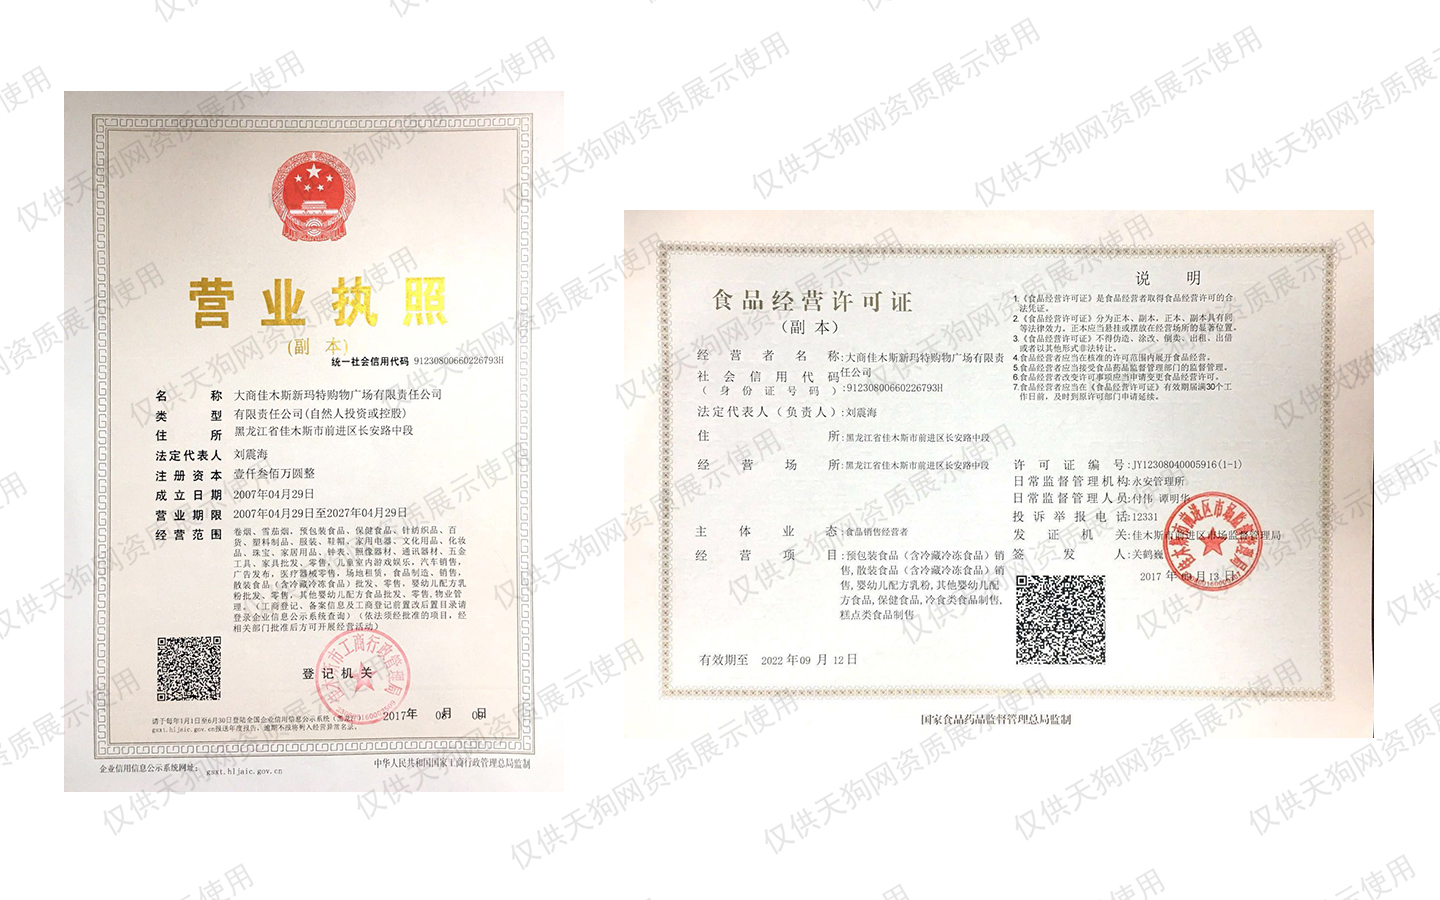 营业执照
(副 本)
统一社会信用代码 91230800660226793H
名 称 大商佳木斯新玛特购物广场有限责任公司
类 型 有限责任公司(自然人投资或控股)
住 所 黑龙江省佳木斯市前进区长安路中段
法定代表人 刘震海
注册资本 壹仟叁佰万圆整
成立日期 2007年04月29日
营业期限 2007年04月29日至2027年04月29日
经营范围 卷烟、雪茄烟，预包装食品、保健食品、针纺织品、百
货、塑料制品、服装、鞋帽、家用电器、文化用品、化妆
品、珠宝、家居用品、钟表、照像器材、通讯器材、五金
工具、家具批发、零售，儿童室内游戏娱乐，汽车销售，
广告发布，医疗器械零售，场地租赁，食品制造、销售，
散装食品（含冷藏冷冻食品）批发、零售，婴幼儿配方乳
粉批发、零售，其他婴幼儿配方食品批发、零售，物业管
理。（工商登记、备案信息及工商登记前置改后置目录请
登录企业信息公示系统查询）（依法须经批准的项目，经
相关部门批准后方可开展经营活动）
登记机关
2017年 08月 08日
请于每年1月1日至6月30日登陆全国企业信用信息公示系统（黑龙江）
gsxt.hljaic.gov.cn报送年度报告，逾期不报将列入经营异常名录。
企业信用信息公示系统网址： gsxt.hljaic.gov.cn
中华人民共和国国家工商行政管理总局监制
食品经营许可证
（副 本）
经营者名称:大商佳木斯新玛特购物广场有限责
任公司
社会信用代码
（身份证号码）:91230800660226793H
法定代表人（负责人）:刘震海
住 所:黑龙江省佳木斯市前进区长安路中段
经营场所:黑龙江省佳木斯市前进区长安路中段
主体业态:食品销售经营者
经营项目:预包装食品（含冷藏冷冻食品）销
售,散装食品（含冷藏冷冻食品）销
售,婴幼儿配方乳粉,其他婴幼儿配
方食品,保健食品,冷食类食品制售,
糕点类食品制售
有效期至 2022 年 09 月 12 日
说 明
1.《食品经营许可证》是食品经营者取得食品经营许可的合
法凭证。
2.《食品经营许可证》分为正本、副本，正本、副本具有同
等法律效力。正本应当悬挂或摆放在经营场所的显著位置。
3.《食品经营许可证》不得伪造、涂改、倒卖、出租、出借
或者以其他形式非法转让。
4.食品经营者应当在核准的许可范围内展开食品经营。
5.食品经营者应当接受食品药品监督管理部门的监督管理。
6.食品经营者改变许可事项应当申请变更食品经营许可。
7.食品经营者应当在《食品经营许可证》有效期届满30个工
作日前，及时到原许可部门申请延续。
许可证编号:JY12308040005916(1-1)
日常监督管理机构:永安管理所
日常监督管理人员:付伟 谭明华
投诉举报电话:12331
发证机关:佳木斯市前进区市场监督管理局
签发人:关鹤巍
2017 年 09 月 13 日
国家食品药品监督管理总局监制
仅供天狗网资质展示使用